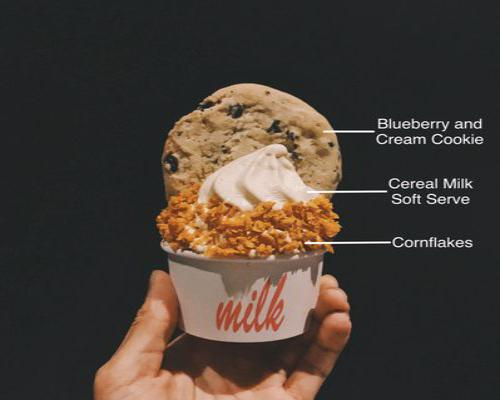 Blueberry and
Cream Cookie
Cereal Milk
Soft Serve
Cornflakes
milk